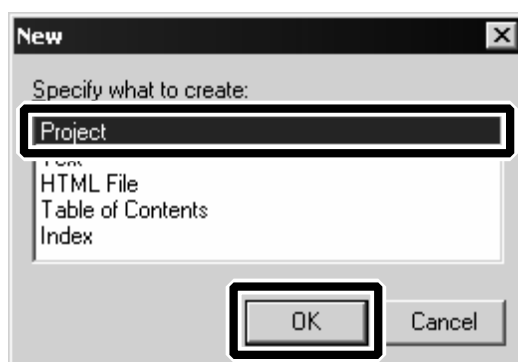 New
Specify what to create:
Project
HTML File
Table of Contents
Index
OK Cancel